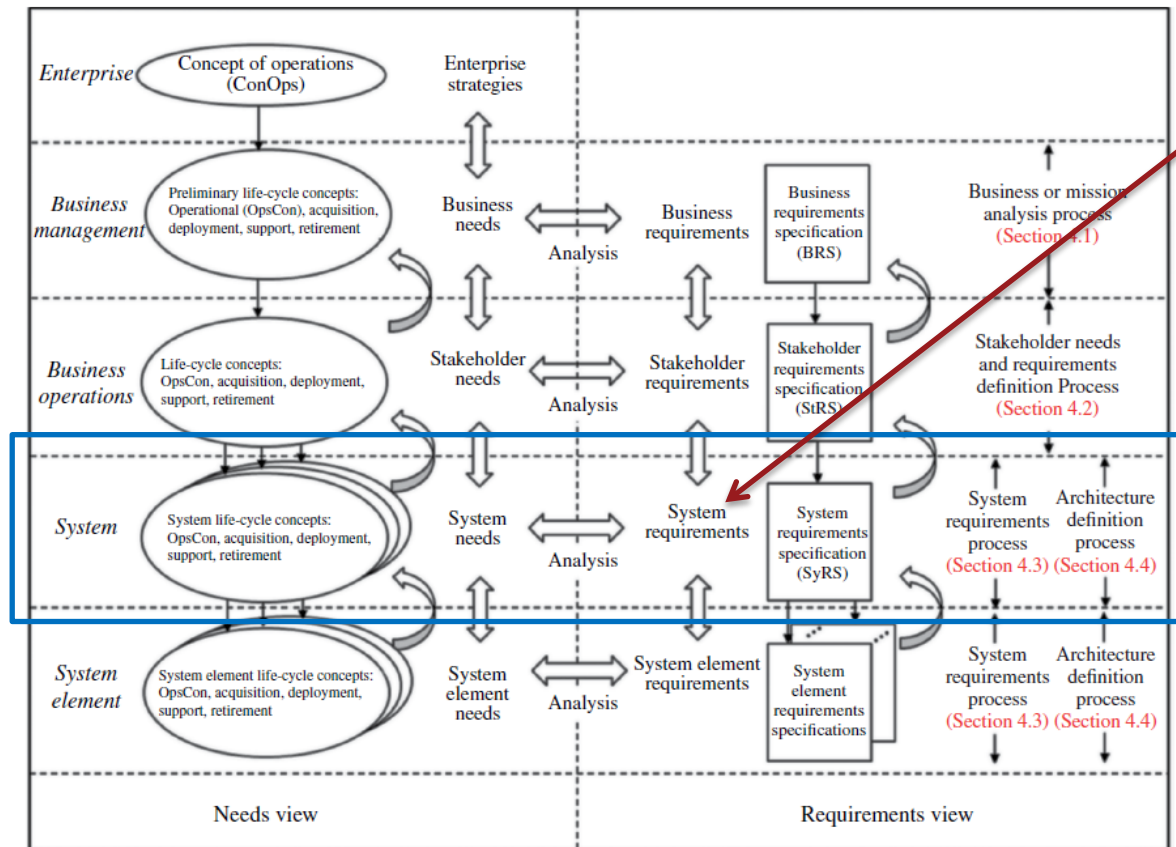 Enterprise
Concept of operations
(ConOps)
Enterprise
strategies
Business
management
Preliminary life-cycle concepts:
Operational (OpsCon), acquisition,
deployment, support, retirement
Business
needs
Analysis
Business
requirements
Business
requirements
specification
(BRS)
Business or mission
analysis process
(Section 4.1)
Business
operations
Life-cycle concepts:
OpsCon, acquisition, deployment,
support, retirement
Stakeholder
needs
Analysis
Stakeholder
requirements
Stakeholder
requirements
specification
(StRS)
Stakeholder needs
and requirements
definition Process
(Section 4.2)
System
System life-cycle concepts:
OpsCon, acquisition, deployment,
support, retirement
System
needs
Analysis
System
requirements
System
requirements
specification
(SyRS)
System
requirements
process
(Section 4.3)
Architecture
definition
process
(Section 4.4)
System
element
System element life-cycle concepts:
OpsCon, acquisition, deployment,
support, retirement
System
element
needs
Analysis
System element
requirements
System
element
requirements
specifications
System
requirements
process
(Section 4.3)
Architecture
definition
process
(Section 4.4)
Needs view
Requirements view